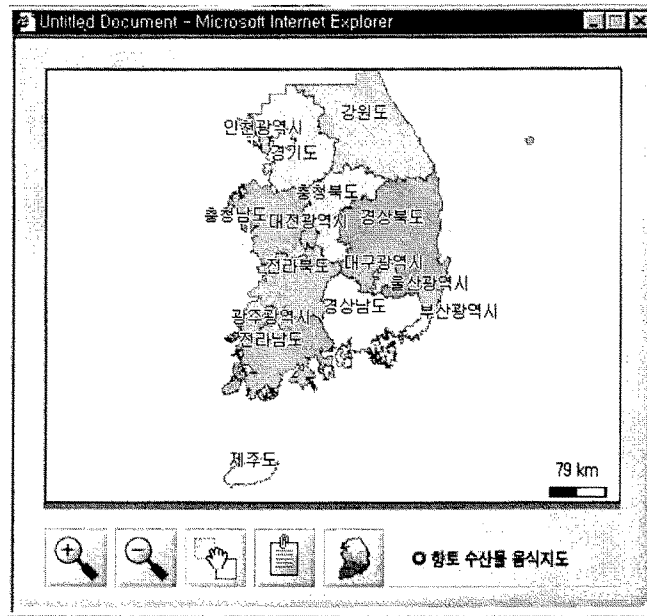 Untitled Document - Microsoft Internet Explorer
강원도
인천광역시
경기도
충청북도
충청남도
대전광역시
경상북도
전라북도
대구광역시
울산광역시
경상남도
부산광역시
광주광역시
전라남도
제주도
79 km
향토 수산물 음식지도